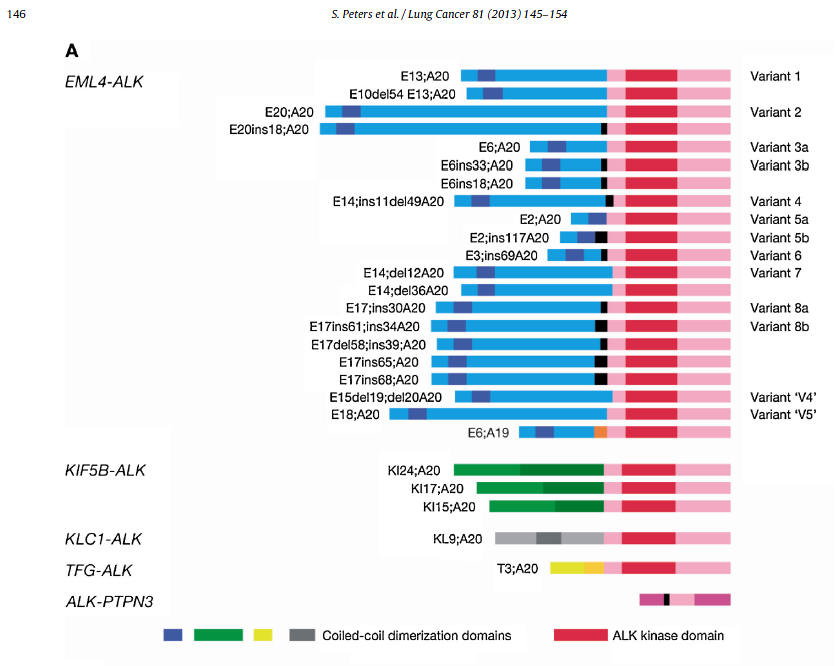 146 S. Peters et al. / Lung Cancer 81 (2013) 145–154
A
EML4-ALK
E13;A20 Variant 1
E10del54 E13;A20
E20;A20 Variant 2
E20ins18;A20
E6;A20 Variant 3a
E6ins33;A20 Variant 3b
E6ins18;A20
E14;ins11del49A20 Variant 4
E2;A20 Variant 5a
E2;ins117A20 Variant 5b
E3;ins69A20 Variant 6
E14;del12A20 Variant 7
E14;del36A20
E17;ins30A20 Variant 8a
E17ins61;ins34A20 Variant 8b
E17del58;ins39;A20
E17ins65;A20
E17ins68;A20
E15del19;del20A20 Variant ‘V4’
E18;A20 Variant ‘V5’
E6;A19
KIF5B-ALK KI24;A20
KI17;A20
KI15;A20
KLC1-ALK KL9;A20
TFG-ALK T3;A20
ALK-PTPN3
Coiled-coil dimerization domains ALK kinase domain